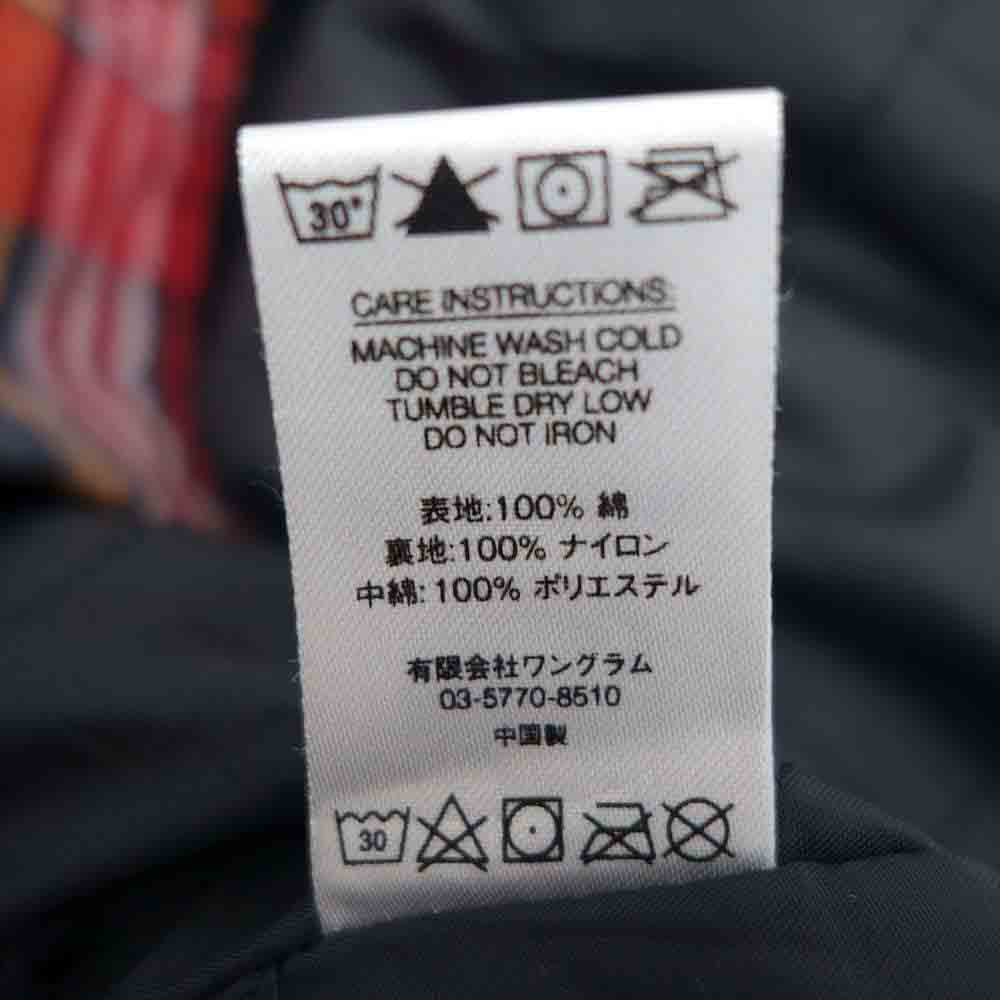 30°
CARE INSTRUCTIONS:
MACHINE WASH COLD
DO NOT BLEACH
TUMBLE DRY LOW
DO NOT IRON
表地:100% 綿
裏地:100% ナイロン
中綿:100% ポリエステル
有限会社ワングラム
03-5770-8510
中国製
30